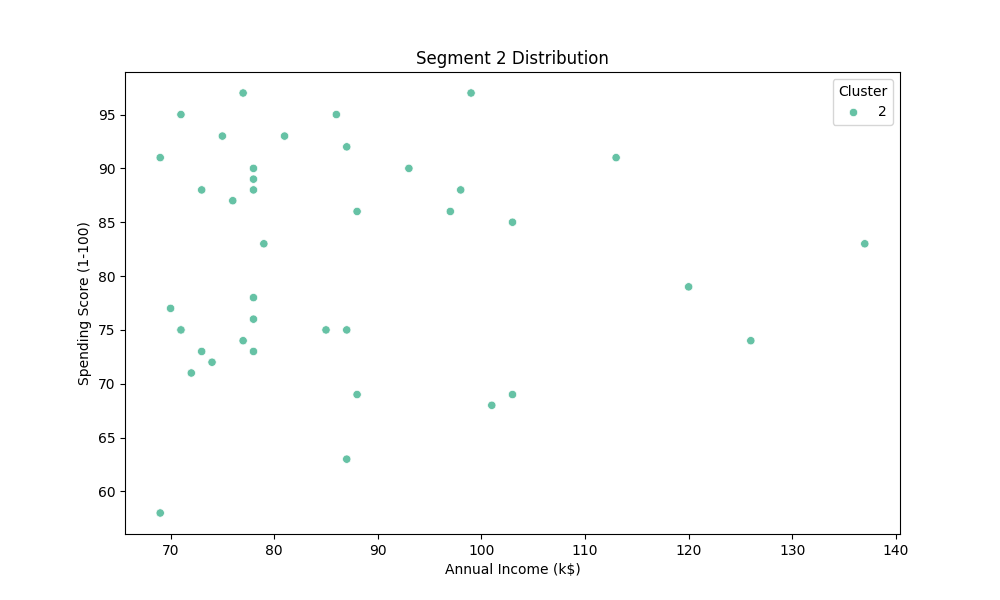 Segment 2 Distribution
Cluster
2
Spending Score (1-100)
95
90
85
80
75
70
65
60
70 80 90 100 110 120 130 140
Annual Income (k$)